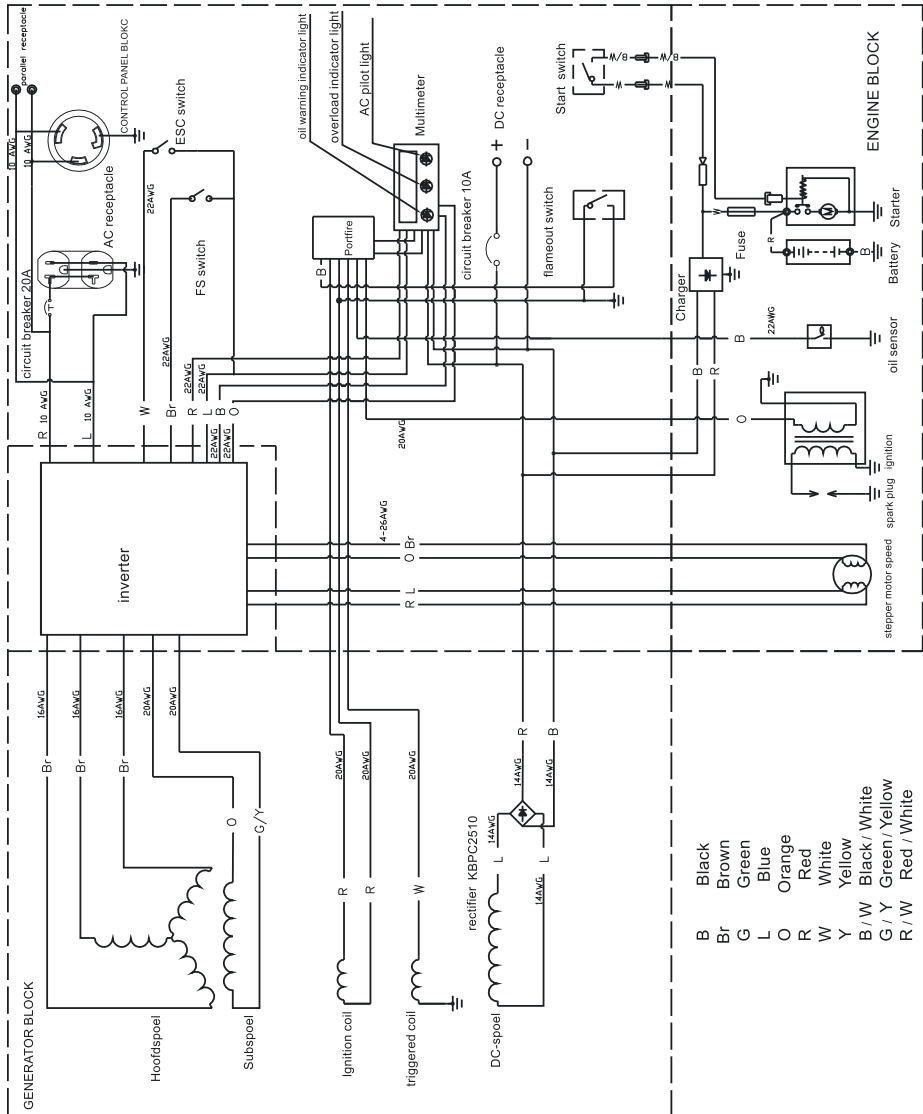 parallel receptacle
CONTROL PANEL BLOKC
10 AWG
10 AWG
AC receptacle
ESC switch
22AWG
FS switch
circuit breaker 20A
R 10 AWG
L 10 AWG
W
Br
R
L
B
O
22AWG
22AWG
22AWG
22AWG
22AWG
oil warning indicator light
overload indicator light
AC pilot light
Multimeter
Portfire
B
circuit breaker 10A
DC receptacle
+
-
flameout switch
20AWG
Start switch
B/W
B/W
W
W
ENGINE BLOCK
Starter
M
W
R
Fuse
Battery
B
Charger
B
R
B
22AWG
oil sensor
O
ignition
spark plug
stepper motor speed
4-26AWG
O Br
R L
inverter
16AWG
16AWG
16AWG
20AWG
20AWG
Br
Br
Br
O
G/Y
GENERATOR BLOCK
Hoofdspoel
Subspoel
20AWG
20AWG
20AWG
R
R
W
Ignition coil
triggered coil
R
B
14AWG
14AWG
rectifier KBPC2510
14AWG
L
L
14AWG
DC-spoel
B Black
Br Brown
G Green
L Blue
O Orange
R Red
W White
Y Yellow
B / W Black / White
G / Y Green / Yellow
R / W Red / White